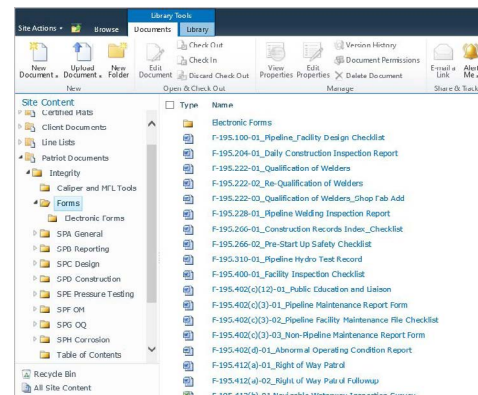 Library Tools
Site Actions Browse Documents Library
New Document Upload Document New Folder
Edit Document
Check Out
Check In
Discard Check Out
View Properties Edit Properties
Version History
Document Permissions
Delete Document
E-mail a Link Alert Me
New Open & Check Out Manage Share & Track
Site Content
Certified Plats
Client Documents
Line Lists
Patriot Documents
Integrity
Caliper and MFL Tools
Forms
Electronic Forms
SPA General
SPB Reporting
SPC Design
SPD Construction
SPE Pressure Testing
SPF OM
SPG OQ
SPH Corrosion
Table of Contents
Recycle Bin
All Site Content
Type Name
Electronic Forms
F-195.100-01_Pipeline_Facility Design Checklist
F-195.204-01_Daily Construction Inspection Report
F-195.222-01_Qualification of Welders
F-195.222-02_Re-Qualification of Welders
F-195.222-03_Qualification of Welders_Shop Fab Add
F-195.228-01_Pipeline Welding Inspection Report
F-195.266-01_Construction Records Index_Checklist
F-195.266-02_Pre-Start Up Safety Checklist
F-195.310-01_Pipeline Hydro Test Record
F-195.400-01_Facility Inspection Checklist
F-195.402(c)(12)-01_Public Education and Liaison
F-195.402(c)(3)-01_Pipeline Maintenance Report Form
F-195.402(c)(3)-02_Pipeline Facility Maintenance File Checklist
F-195.402(c)(3)-03_Non-Pipeline Maintenance Report Form
F-195.402(d)-01_Abnormal Operating Condition Report
F-195.412(a)-01_Right of Way Patrol
F-195.412(a)-02_Right of Way Patrol Followup
F-195.412(b)-01 Navigable Waterway Inspection Survey